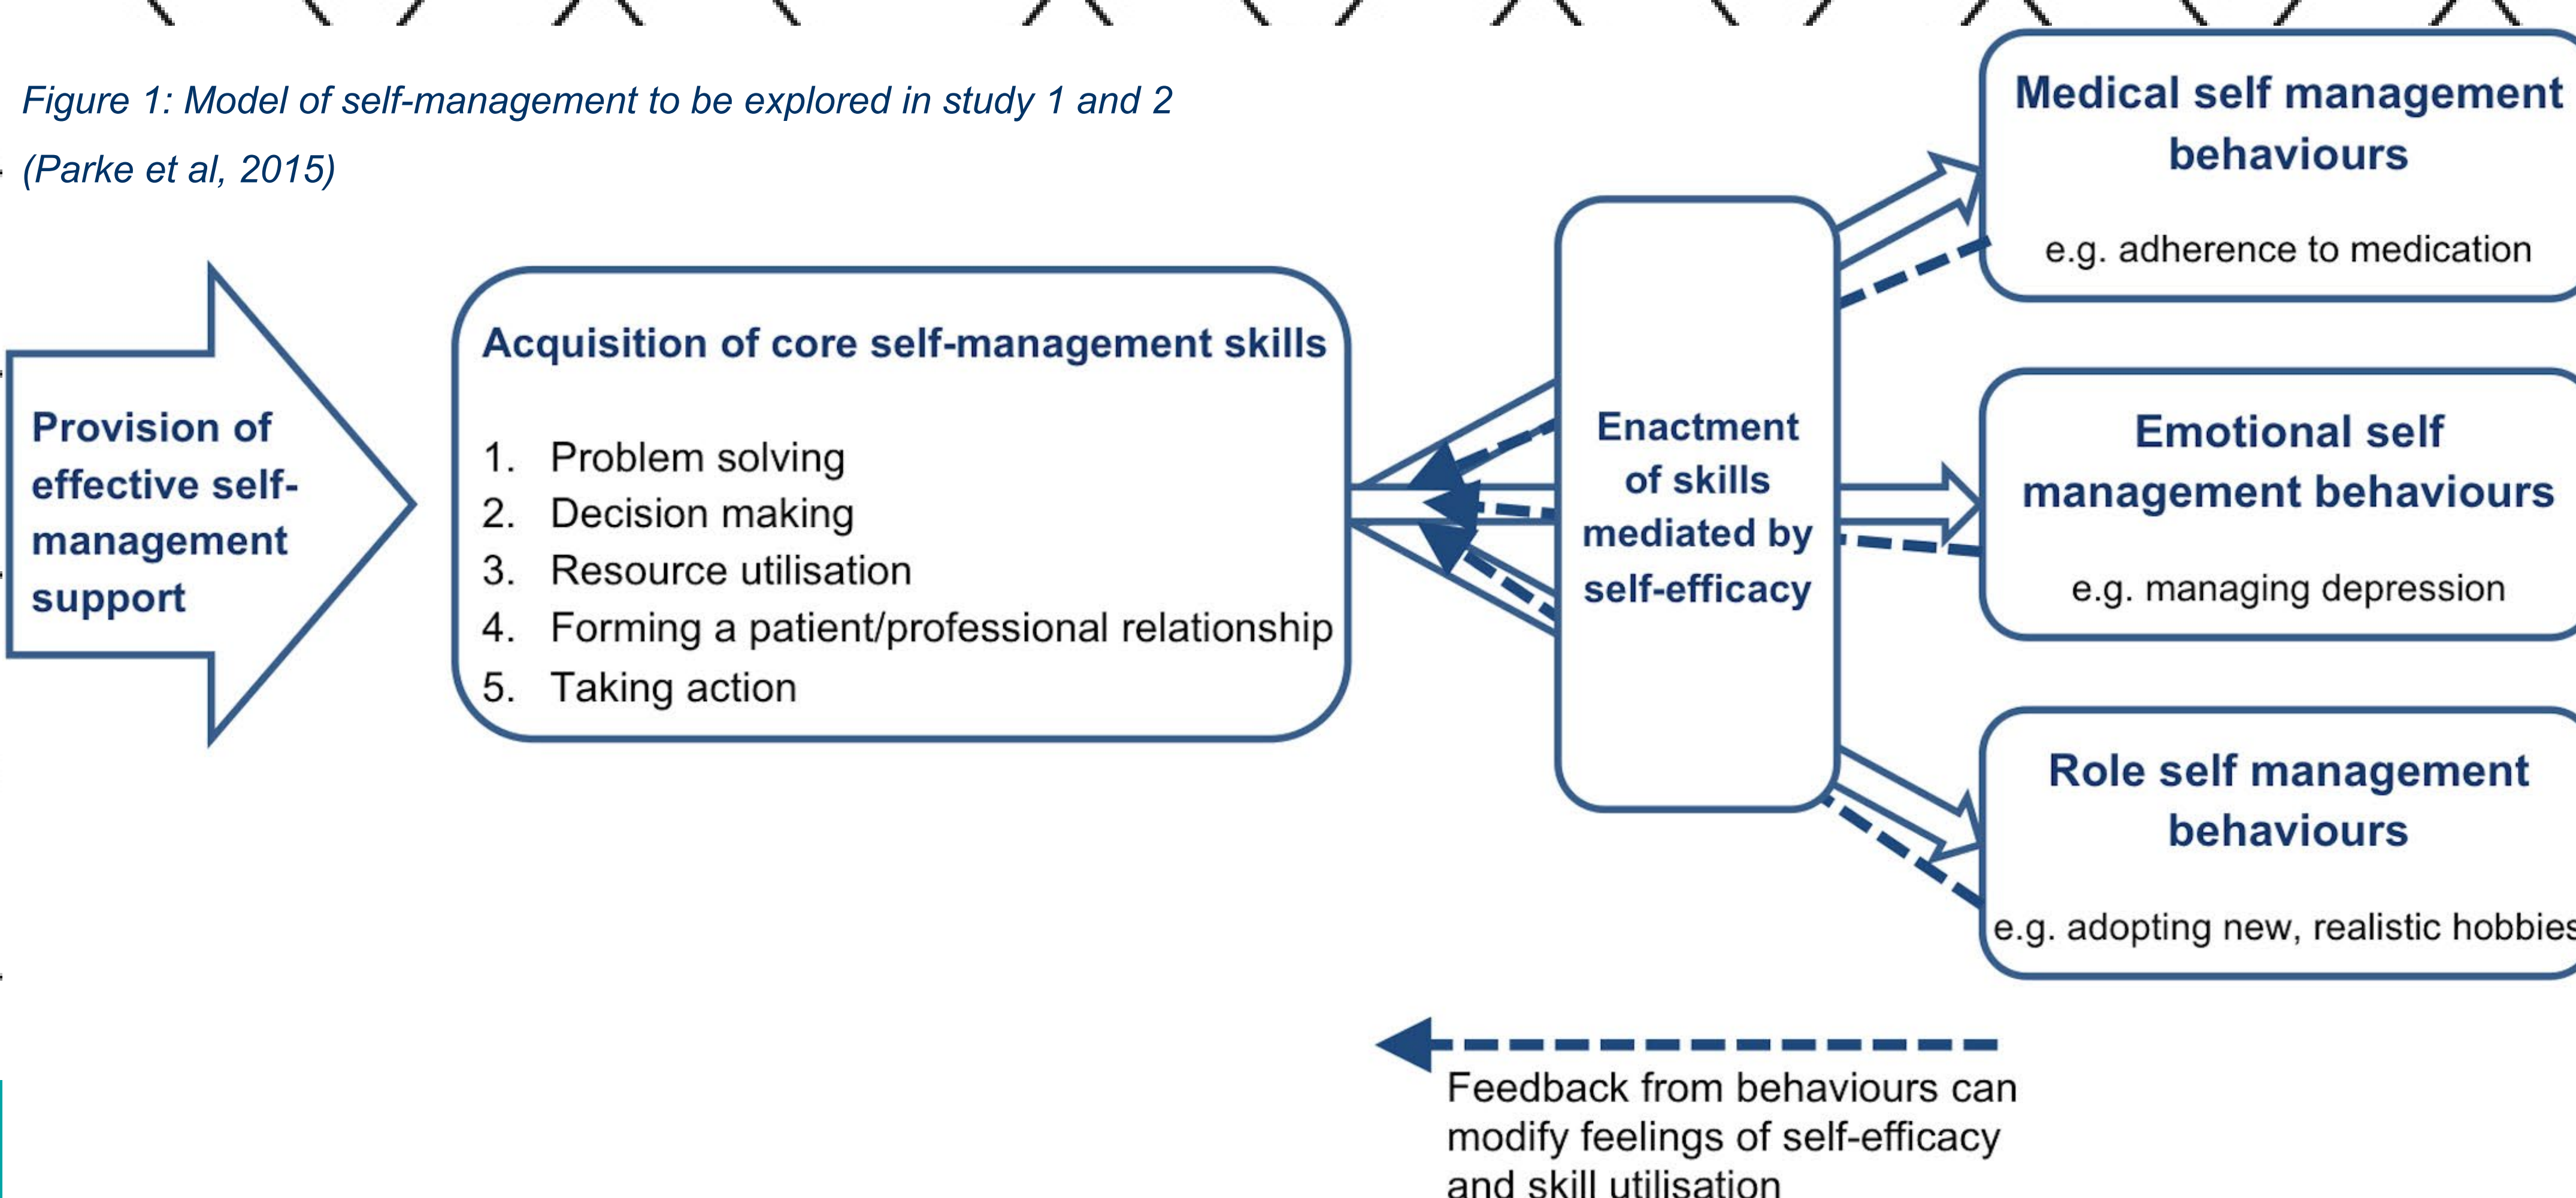 Figure 1: Model of self-management to be explored in study 1 and 2
(Parke et al, 2015)
Provision of
effective self-
management
support
Acquisition of core self-management skills
1. Problem solving
2. Decision making
3. Resource utilisation
4. Forming a patient/professional relationship
5. Taking action
Enactment
of skills
mediated by
self-efficacy
Medical self management
behaviours
e.g. adherence to medication
Emotional self
management behaviours
e.g. managing depression
Role self management
behaviours
e.g. adopting new, realistic hobbies
Feedback from behaviours can
modify feelings of self-efficacy
and skill utilisation